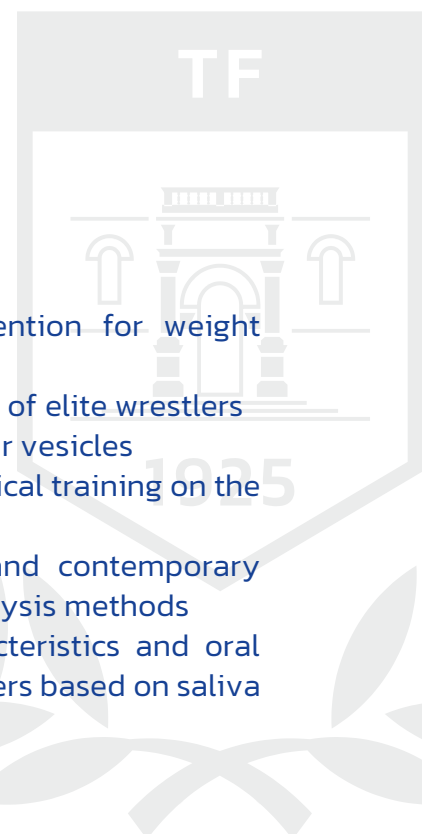 TF
ention for weight
of elite wrestlers
r vesicles
1925
ical training on the
nd contemporary
ysis methods
cteristics and oral
ers based on saliva